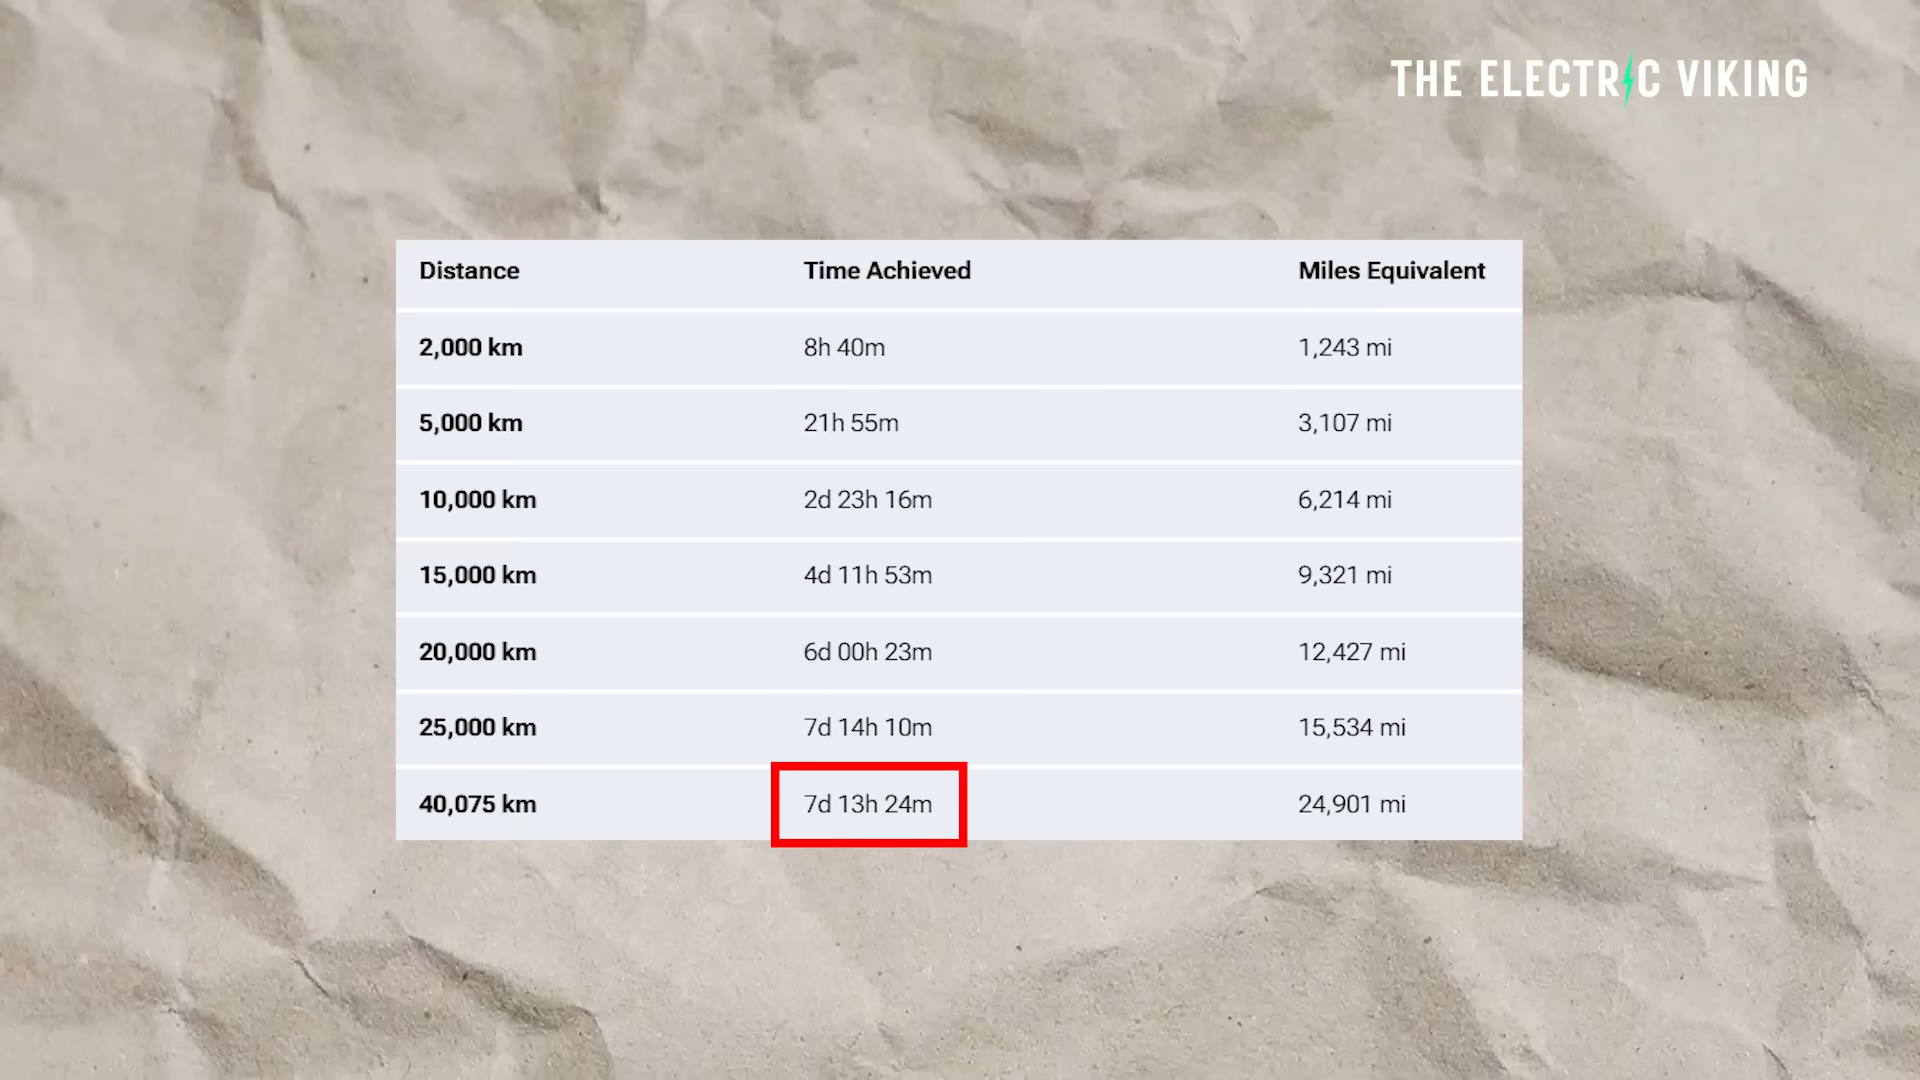 THE ELECTRIC VIKING
Distance Time Achieved Miles Equivalent
2,000 km 8h 40m 1,243 mi
5,000 km 21h 55m 3,107 mi
10,000 km 2d 23h 16m 6,214 mi
15,000 km 4d 11h 53m 9,321 mi
20,000 km 6d 00h 23m 12,427 mi
25,000 km 7d 14h 10m 15,534 mi
40,075 km 7d 13h 24m 24,901 mi